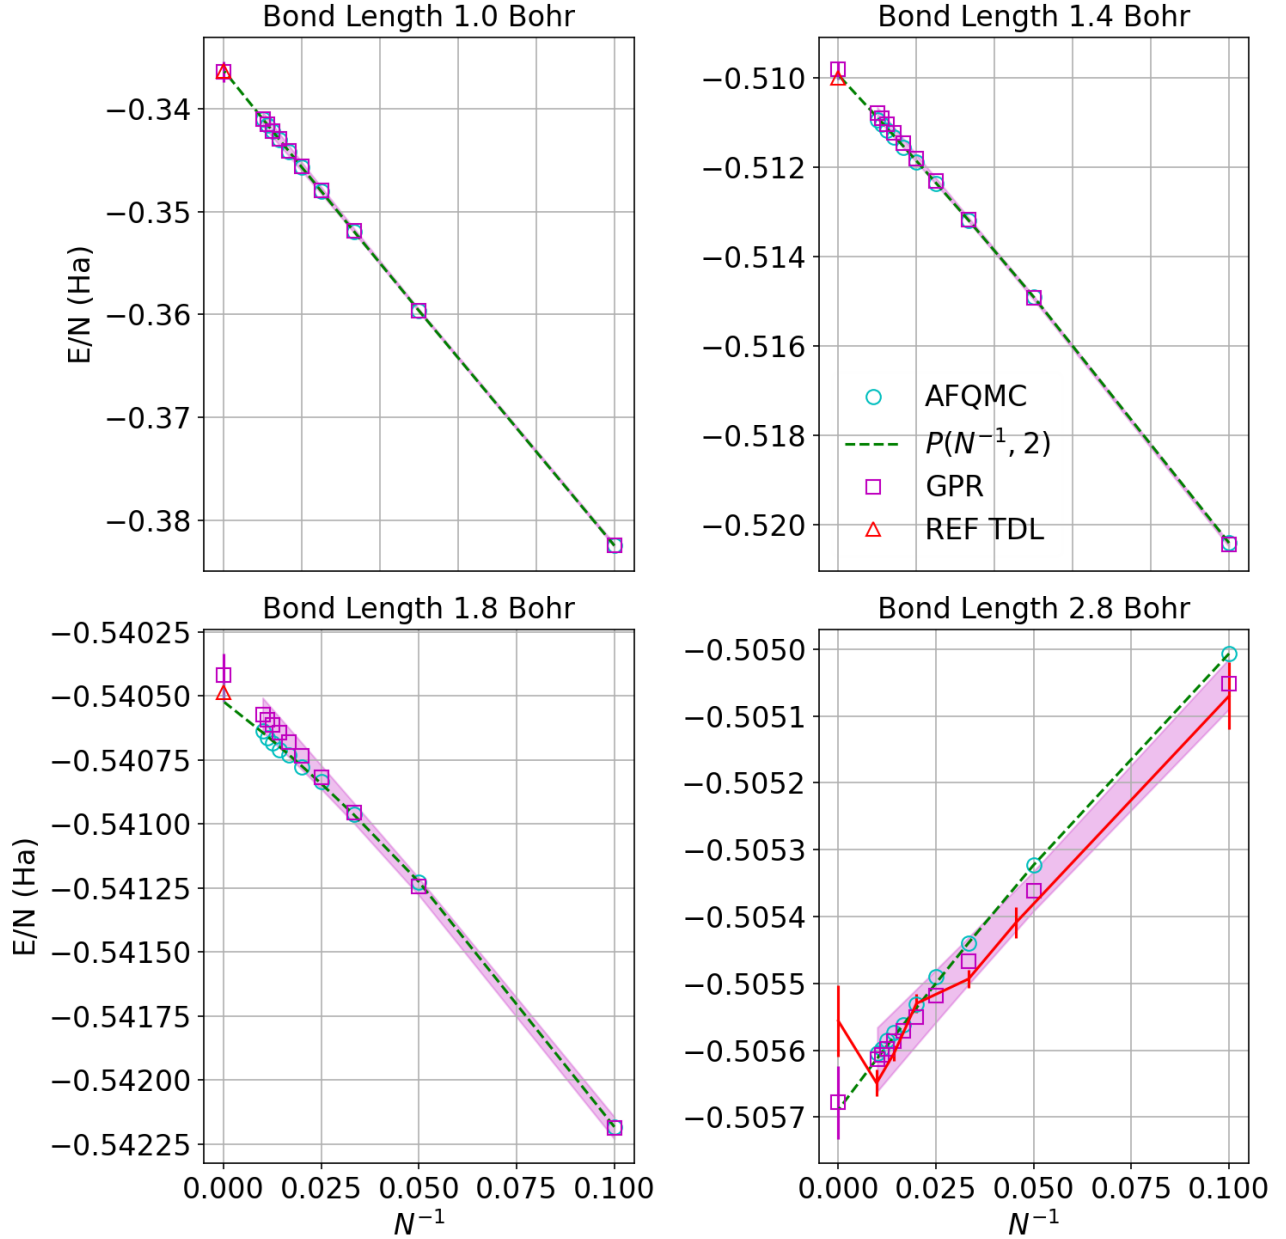 Bond Length 1.0 Bohr
−0.34
−0.35
−0.36
−0.37
−0.38
E/N (Ha)
Bond Length 1.4 Bohr
−0.510
−0.512
−0.514
−0.516
−0.518
−0.520
AFQMC
P(N⁻¹, 2)
GPR
REF TDL
Bond Length 1.8 Bohr
−0.54025
−0.54050
−0.54075
−0.54100
−0.54125
−0.54150
−0.54175
−0.54200
−0.54225
E/N (Ha)
0.000 0.025 0.050 0.075 0.100
N⁻¹
Bond Length 2.8 Bohr
−0.5050
−0.5051
−0.5052
−0.5053
−0.5054
−0.5055
−0.5056
−0.5057
0.000 0.025 0.050 0.075 0.100
N⁻¹